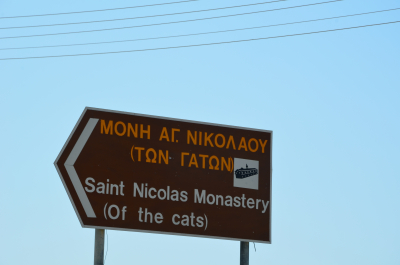 ΜΟΝΗ ΑΓ. ΝΙΚΟΛΑΟΥ
(ΤΩΝ ΓΑΤΩΝ)
Saint Nicolas Monastery
(Of the cats)